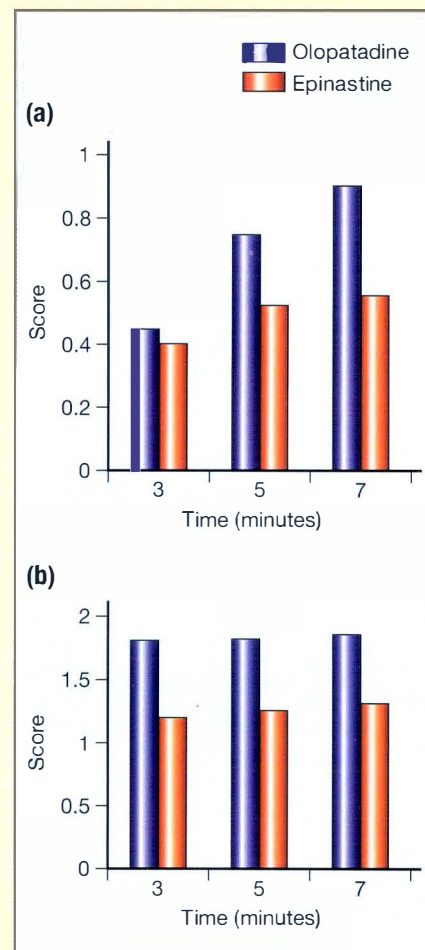 Olopatadine
Epinastine
(a)
1
0.8
0.6
0.4
0.2
0
Score
3 5 7
Time (minutes)
(b)
2
1.5
1
0.5
0
Score
3 5 7
Time (minutes)